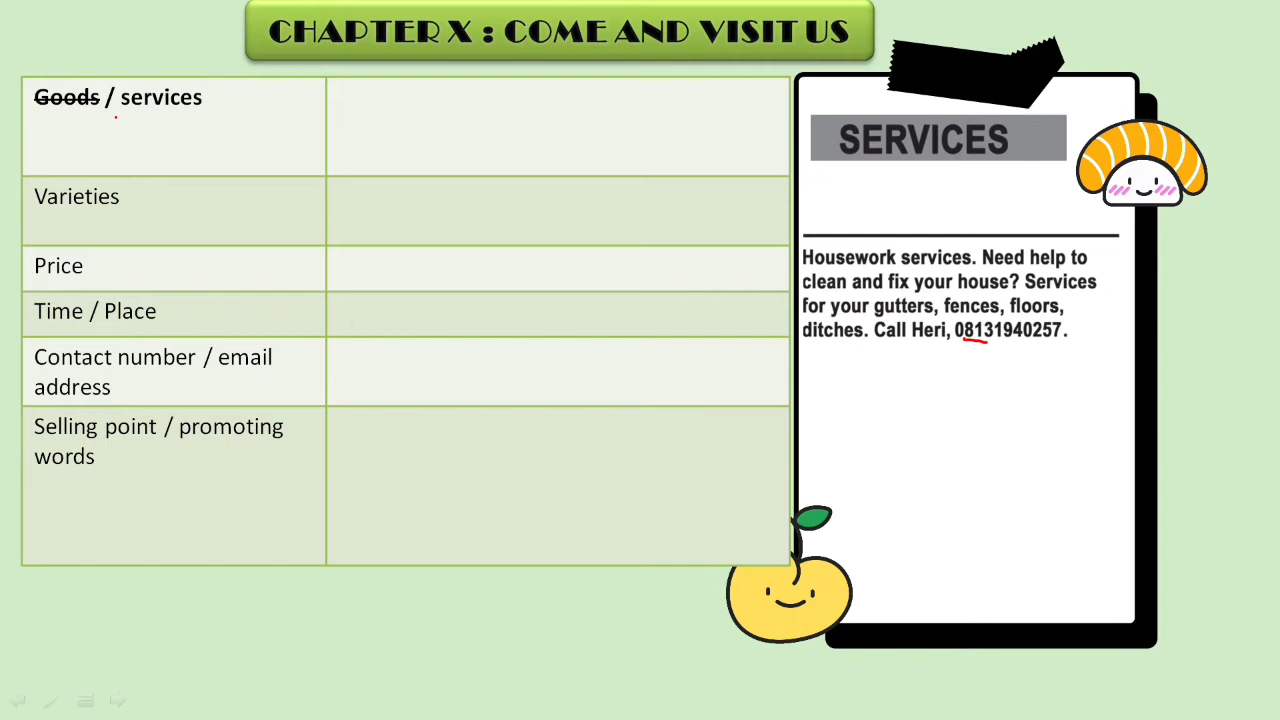 CHAPTER X : COME AND VISIT US
Goods / services
Varieties
Price
Time / Place
Contact number / email
address
Selling point / promoting
words
SERVICES
Housework services. Need help to
clean and fix your house? Services
for your gutters, fences, floors,
ditches. Call Heri, 08131940257.